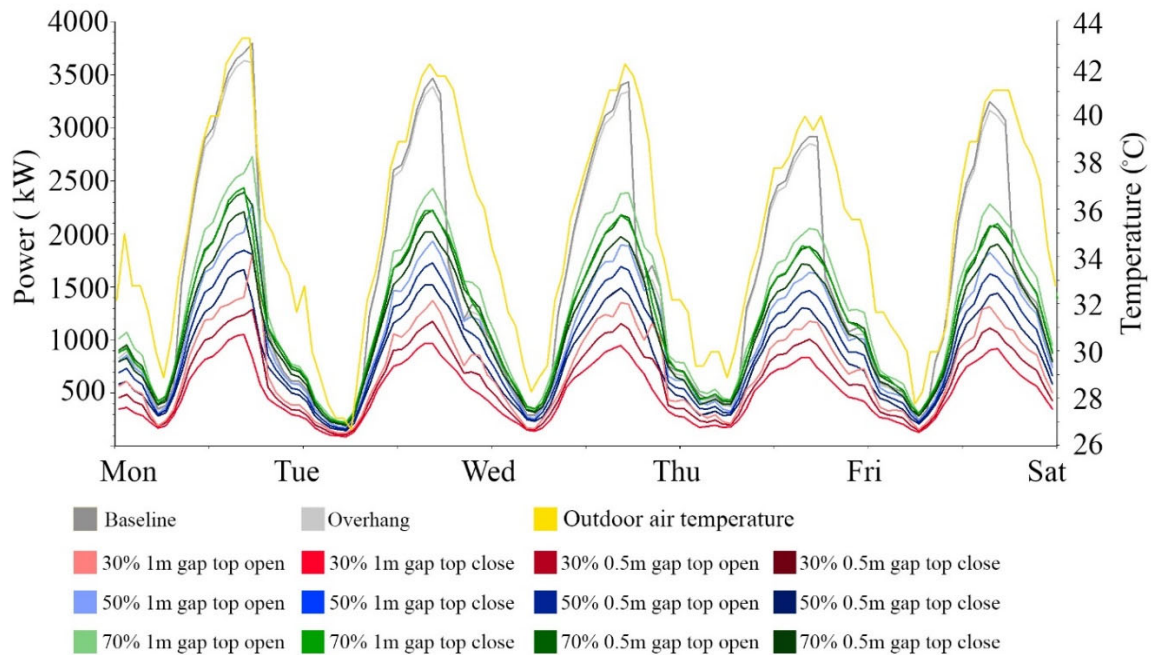 4000
3500
3000
2500
2000
1500
1000
500
Power ( kW)
44
42
40
38
36
34
32
30
28
26
Temperature (°C)
Mon Tue Wed Thu Fri Sat
Baseline Overhang Outdoor air temperature
30% 1m gap top open 30% 1m gap top close 30% 0.5m gap top open 30% 0.5m gap top close
50% 1m gap top open 50% 1m gap top close 50% 0.5m gap top open 50% 0.5m gap top close
70% 1m gap top open 70% 1m gap top close 70% 0.5m gap top open 70% 0.5m gap top close